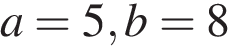 a = 5, b = 8